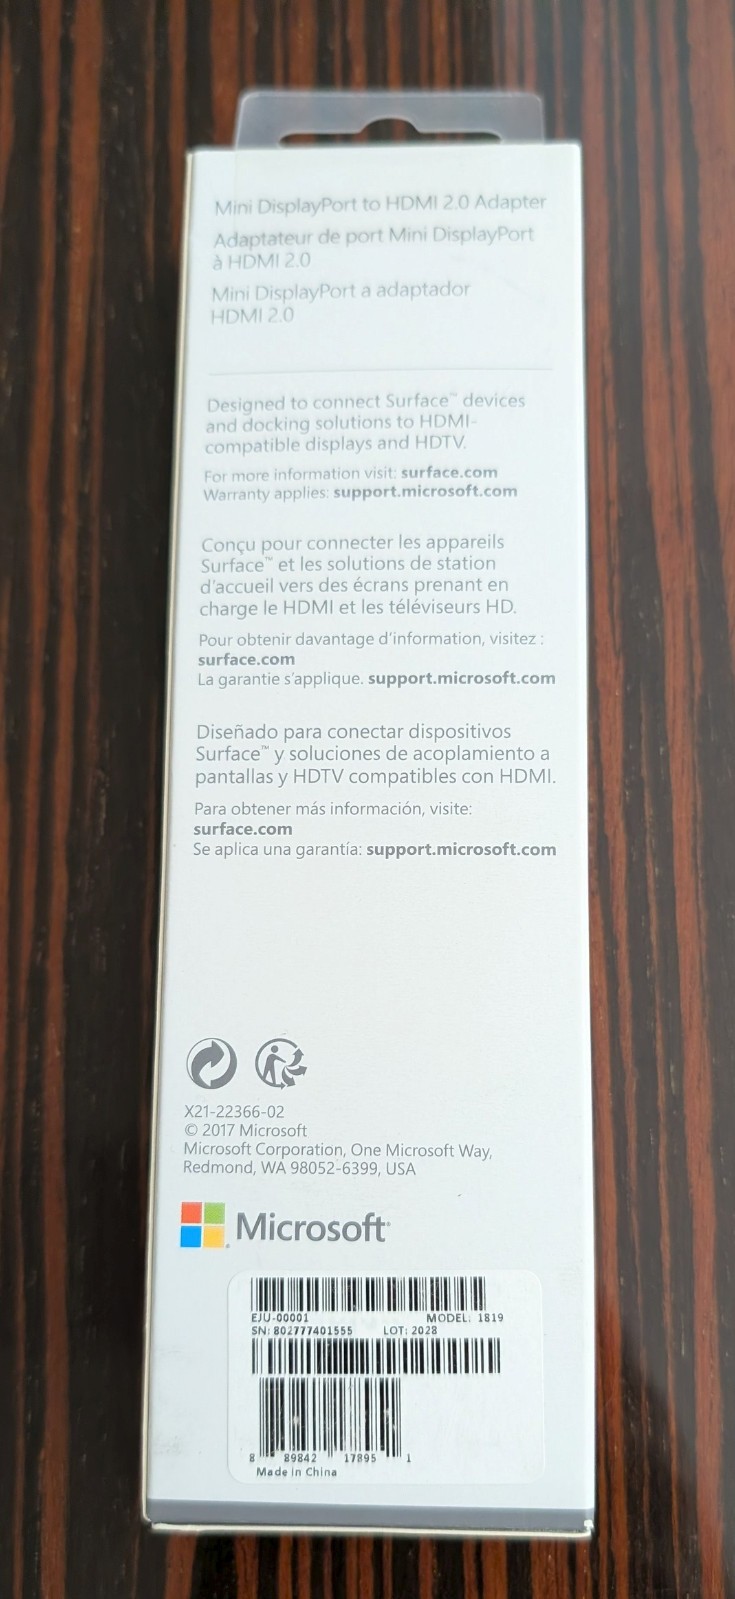 Mini DisplayPort to HDMI 2.0 Adapter
Adaptateur de port Mini DisplayPort
à HDMI 2.0
Mini DisplayPort a adaptador
HDMI 2.0
Designed to connect Surface™ devices
and docking solutions to HDMI-
compatible displays and HDTV.
For more information visit: surface.com
Warranty applies: support.microsoft.com
Conçu pour connecter les appareils
Surface™ et les solutions de station
d'accueil vers des écrans prenant en
charge le HDMI et les téléviseurs HD.
Pour obtenir davantage d'information, visitez :
surface.com
La garantie s'applique. support.microsoft.com
Diseñado para conectar dispositivos
Surface™ y soluciones de acoplamiento a
pantallas y HDTV compatibles con HDMI.
Para obtener más información, visite:
surface.com
Se aplica una garantía: support.microsoft.com
X21-22366-02
© 2017 Microsoft
Microsoft Corporation, One Microsoft Way,
Redmond, WA 98052-6399, USA
Microsoft
EJU-00001 MODEL: 1819
SN: 802777401555 LOT: 2028
8 89842 17895 1
Made in China